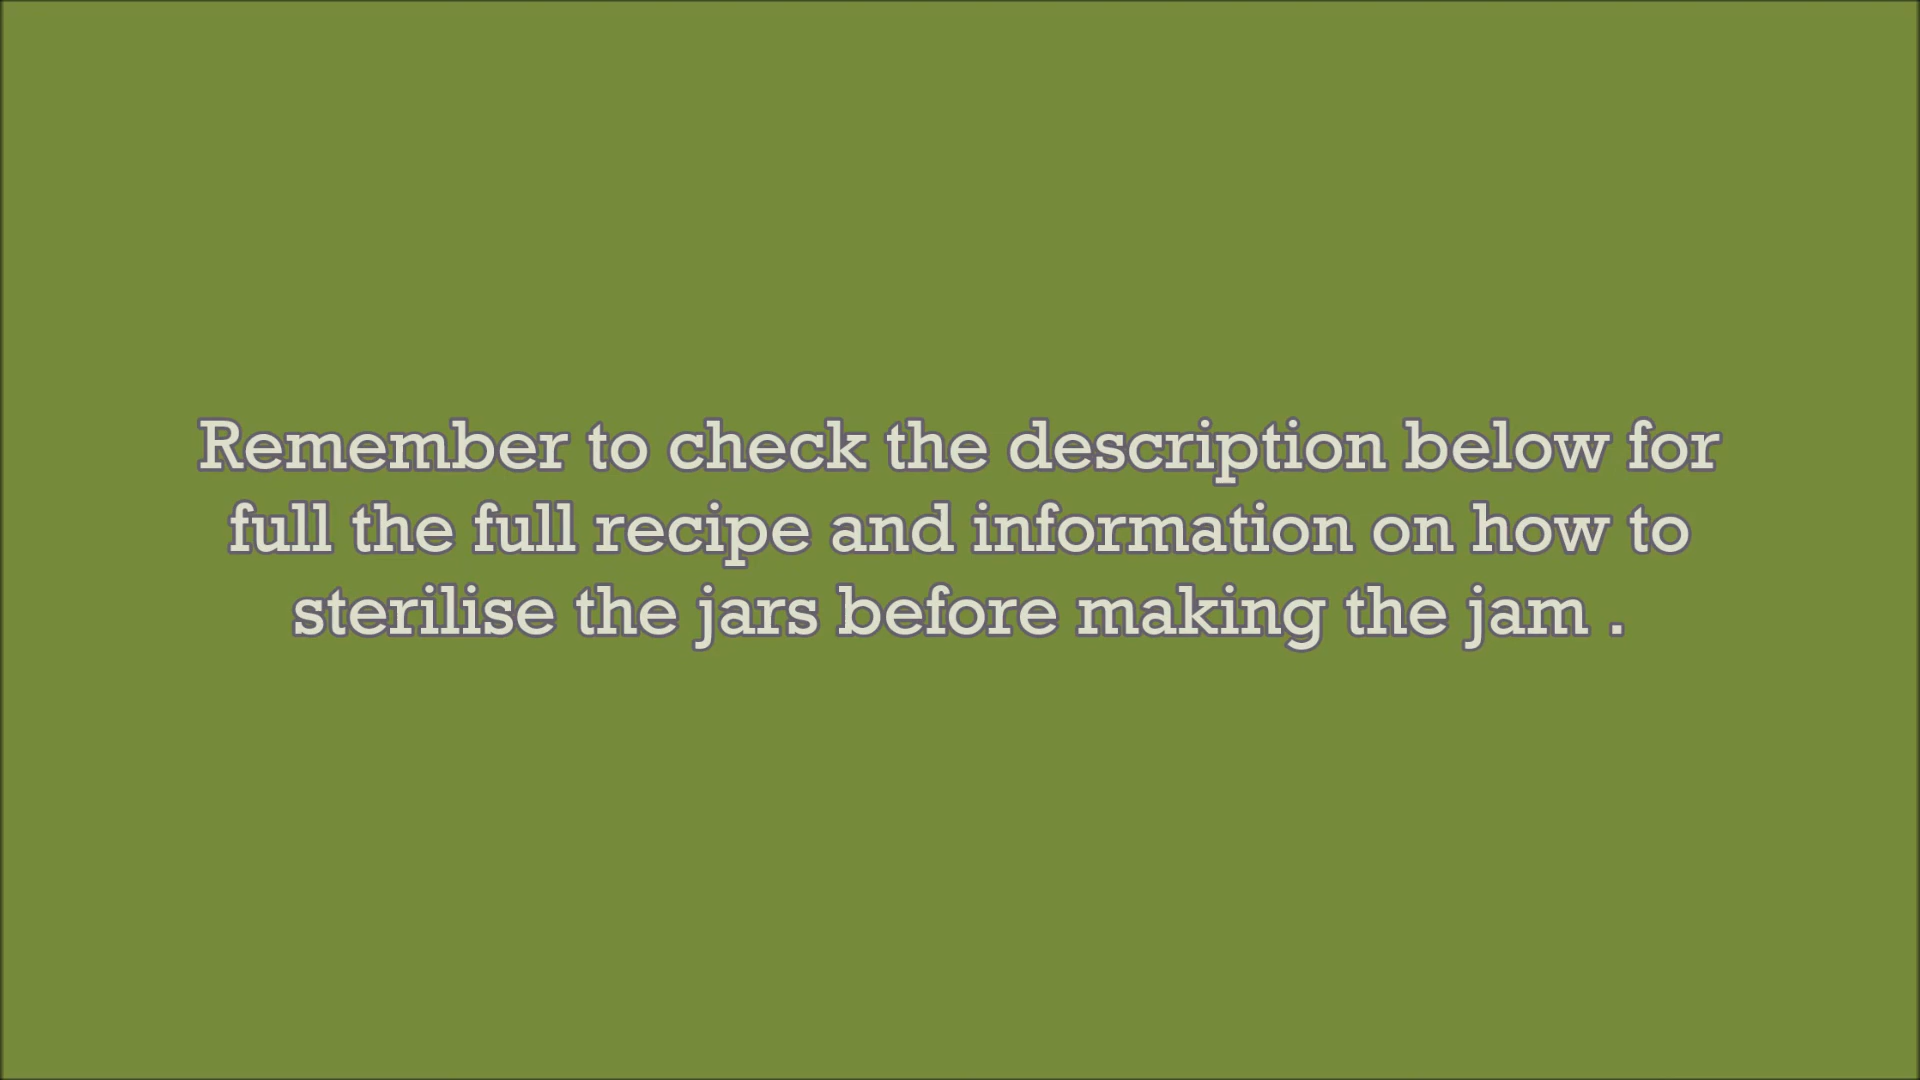 Remember to check the description below for
full the full recipe and information on how to
sterilise the jars before making the jam .